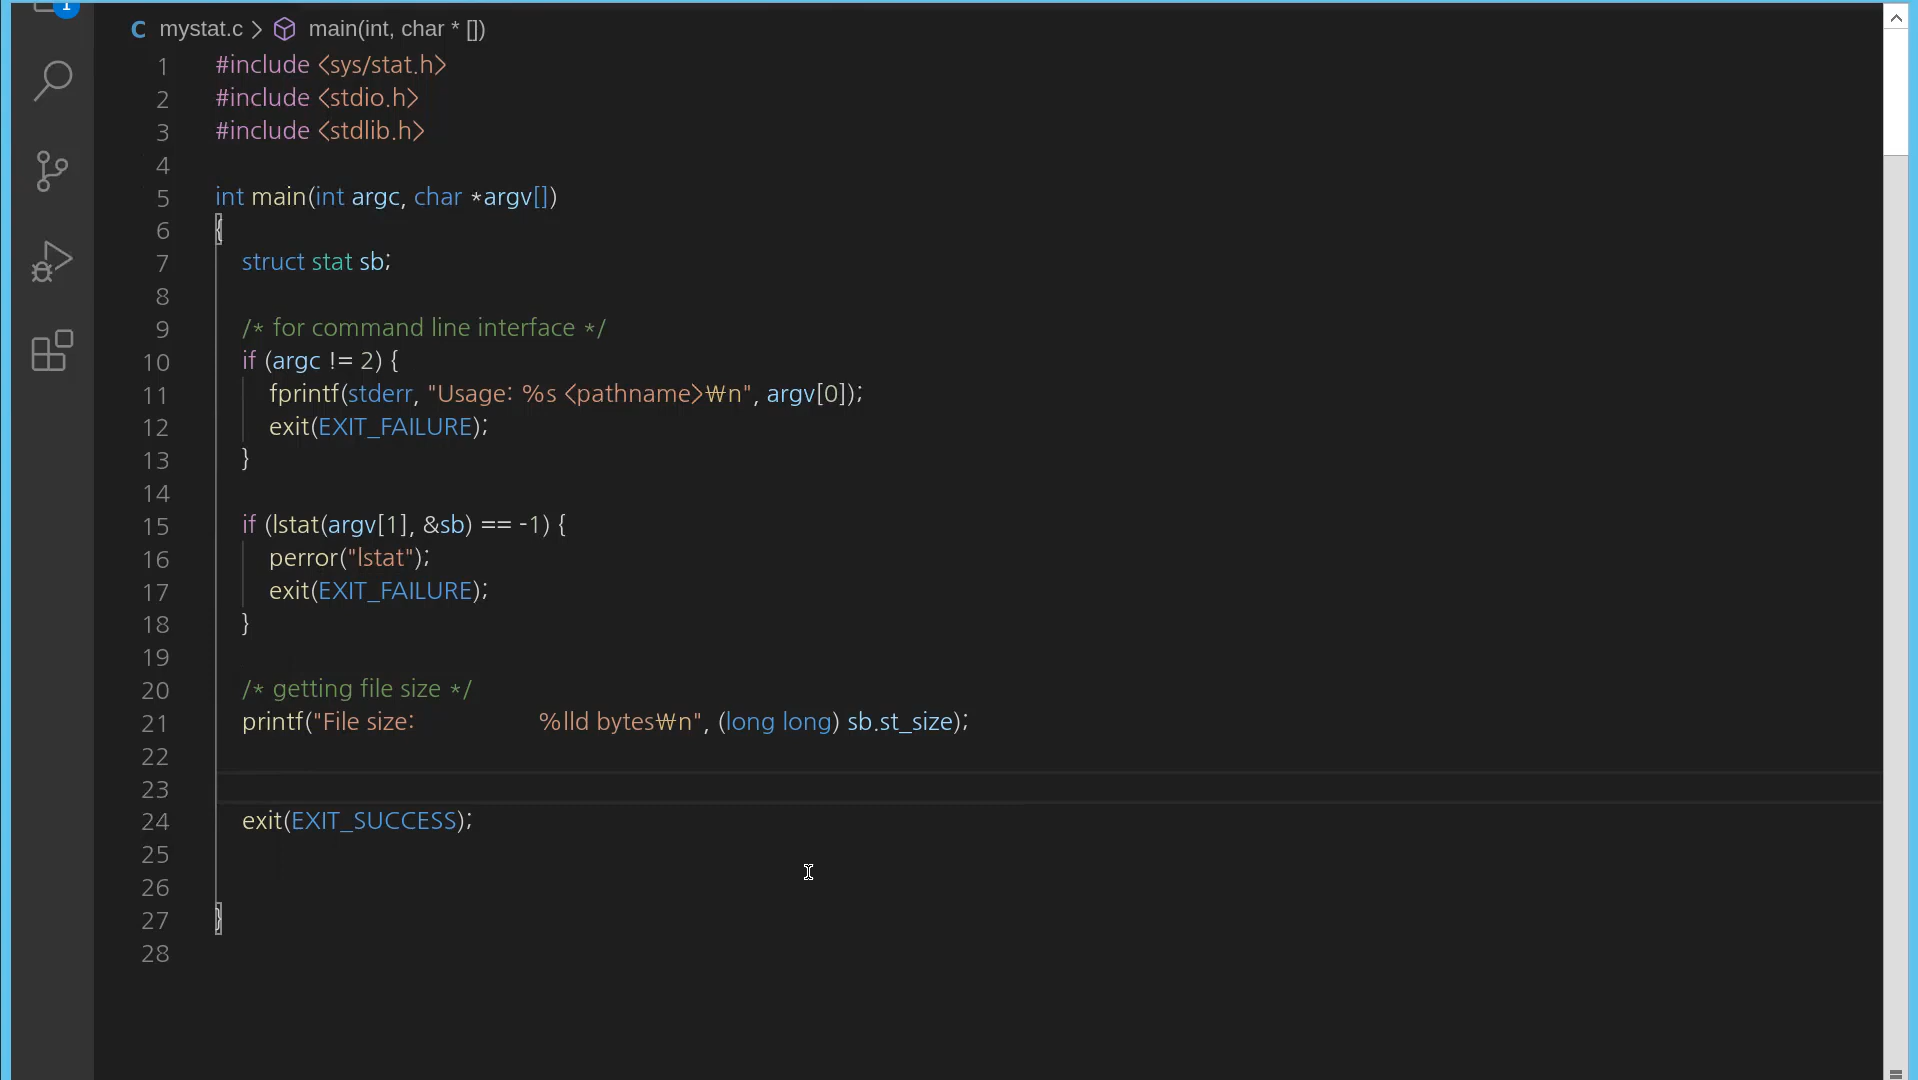 1
mystat.c > main(int, char * [])
1 #include <sys/stat.h>
2 #include <stdio.h>
3 #include <stdlib.h>
4
5 int main(int argc, char *argv[])
6 {
7 struct stat sb;
8
9 /* for command line interface */
10 if (argc != 2) {
11 fprintf(stderr, "Usage: %s <pathname>₩n", argv[0]);
12 exit(EXIT_FAILURE);
13 }
14
15 if (lstat(argv[1], &sb) == -1) {
16 perror("lstat");
17 exit(EXIT_FAILURE);
18 }
19
20 /* getting file size */
21 printf("File size:                %lld bytes₩n", (long long) sb.st_size);
22
23
24 exit(EXIT_SUCCESS);
25
26
27 }
28